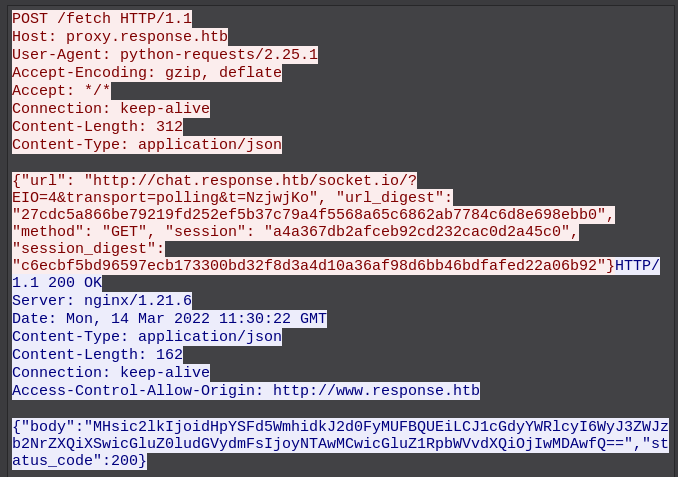 POST /fetch HTTP/1.1
Host: proxy.response.htb
User-Agent: python-requests/2.25.1
Accept-Encoding: gzip, deflate
Accept: */*
Connection: keep-alive
Content-Length: 312
Content-Type: application/json
{"url": "http://chat.response.htb/socket.io/?
EIO=4&transport=polling&t=NzjwjKo", "url_digest":
"27cdc5a866be79219fd252ef5b37c79a4f5568a65c6862ab7784c6d8e698ebb0",
"method": "GET", "session": "a4a367db2afceb92cd232cac0d2a45c0",
"session_digest":
"c6ecbf5bd96597ecb173300bd32f8d3a4d10a36af98d6bb46bdfafed22a06b92"}HTTP/
1.1 200 OK
Server: nginx/1.21.6
Date: Mon, 14 Mar 2022 11:30:22 GMT
Content-Type: application/json
Content-Length: 162
Connection: keep-alive
Access-Control-Allow-Origin: http://www.response.htb
{"body":"MHsic2lkIjoidHpYSFd5WmhidkJ2d0FyMUFBQUEiLCJ1cGdyYWRlcyI6WyJ3ZWJz
b2NrZXQiXSwicGluZ0ludGVydmFsIjoyNTAwMCwicGluZ1RpbWVvdXQiOjIwMDAwfQ==","st
atus_code":200}